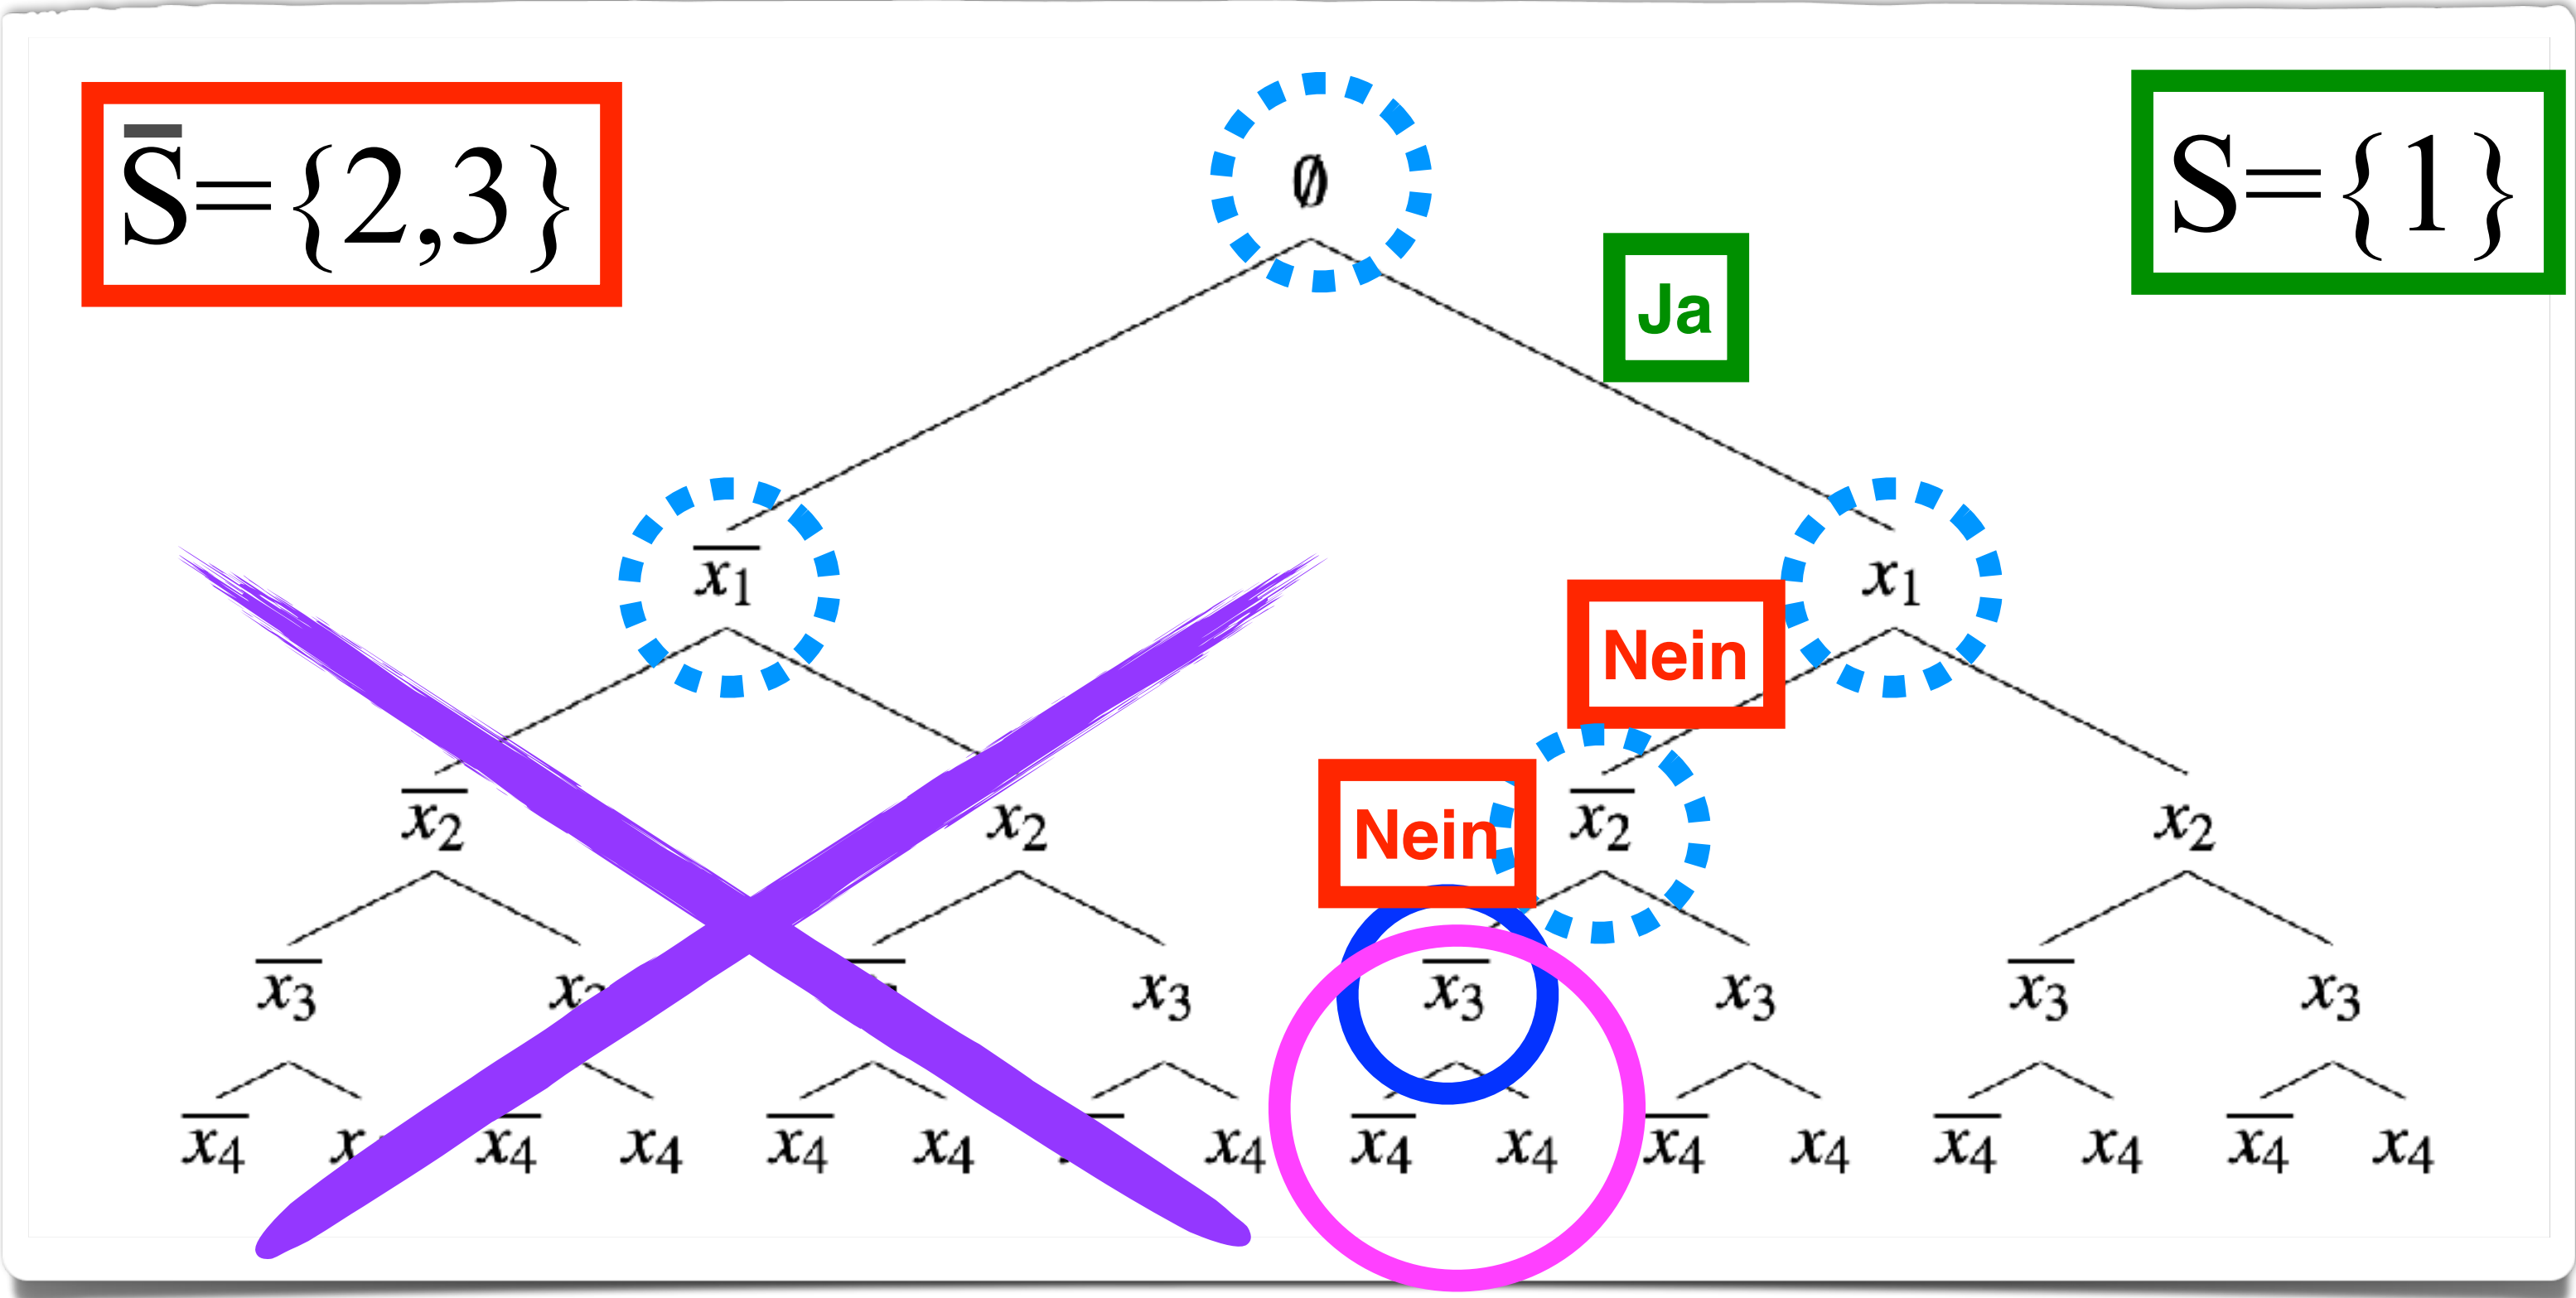 S̅={2,3}
∅
S={1}
Ja
x̅₁
x₁
Nein
Nein
x̅₂
x₂
x̅₂
x₂
x̅₃
x₃
x̅₃
x₃
x̅₃
x₃
x̅₄
x̅₄
x₄
x̅₄
x₄
x₄
x̅₄
x₄
x̅₄
x₄
x̅₄
x₄
x̅₄
x₄